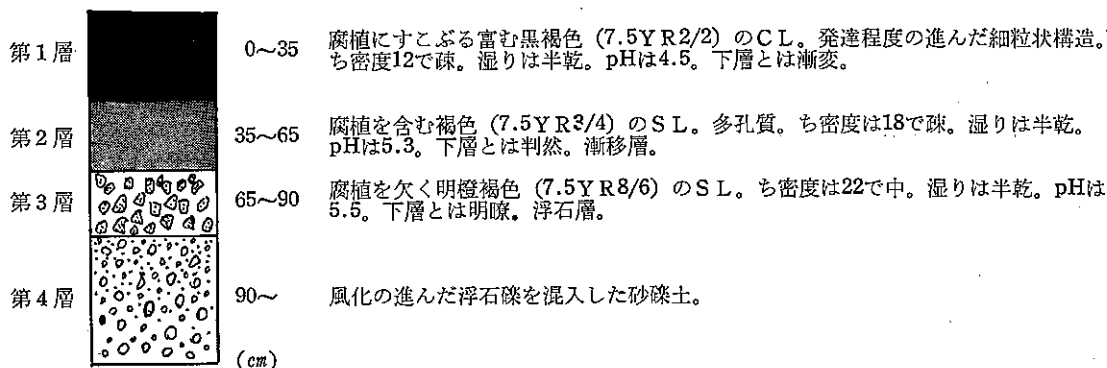 第1層 0～35 腐植にすこぶる富む黒褐色 (7.5YR2/2) のCL。発達程度の進んだ細粒状構造。
ち密度12で疎。湿りは半乾。pHは4.5。下層とは漸変。
第2層 35～65 腐植を含む褐色 (7.5YR3/4) のSL。多孔質。ち密度は18で疎。湿りは半乾。
pHは5.3。下層とは判然。漸移層。
第3層 65～90 腐植を欠く明橙褐色 (7.5YR8/6) のSL。ち密度は22で中。湿りは半乾。pHは
5.5。下層とは明瞭。浮石層。
第4層 90～ 風化の進んだ浮石礫を混入した砂礫土。
(cm)